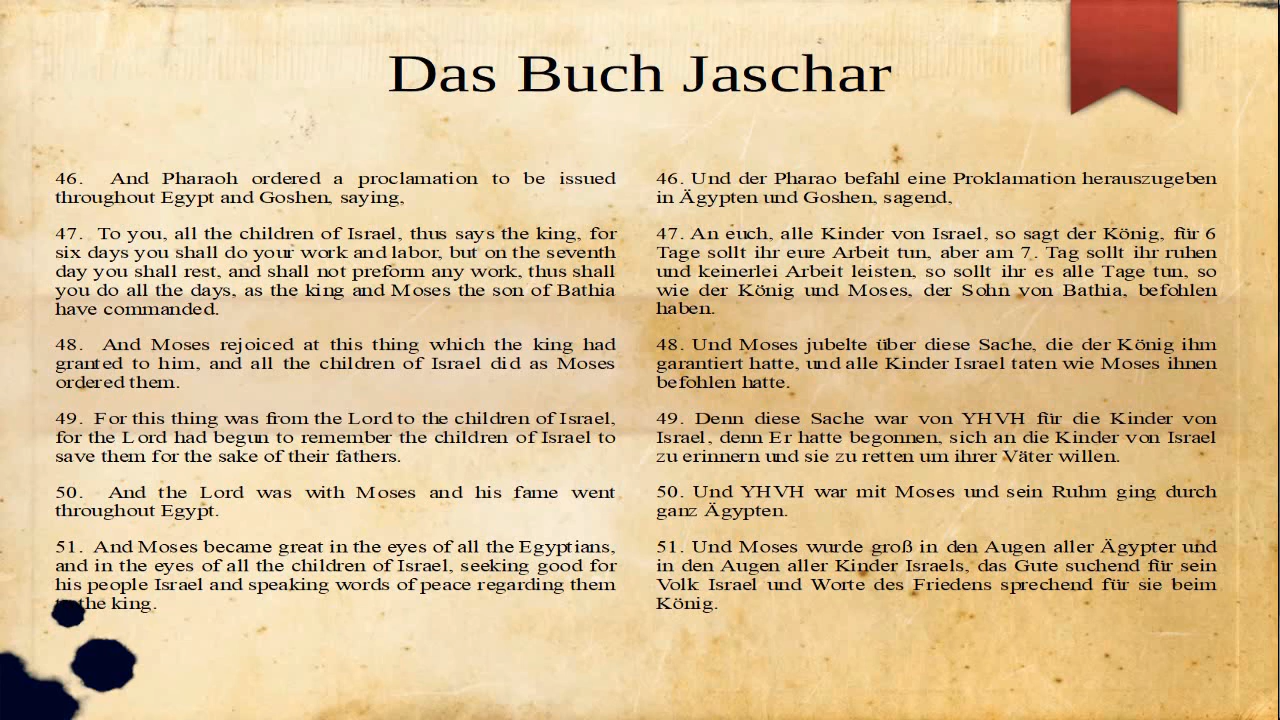 Das Buch Jaschar
46. And Pharaoh ordered a proclamation to be issued
throughout Egypt and Goshen, saying,
47. To you, all the children of Israel, thus says the king, for
six days you shall do your work and labor, but on the seventh
day you shall rest, and shall not preform any work, thus shall
you do all the days, as the king and Moses the son of Bathia
have commanded.
48. And Moses rejoiced at this thing which the king had
granted to him, and all the children of Israel did as Moses
ordered them.
49. For this thing was from the Lord to the children of Israel,
for the Lord had begun to remember the children of Israel to
save them for the sake of their fathers.
50. And the Lord was with Moses and his fame went
throughout Egypt.
51. And Moses became great in the eyes of all the Egyptians,
and in the eyes of all the children of Israel, seeking good for
his people Israel and speaking words of peace regarding them
to the king.
46. Und der Pharao befahl eine Proklamation herauszugeben
in Ägypten und Goshen, sagend,
47. An euch, alle Kinder von Israel, so sagt der König, für 6
Tage sollt ihr eure Arbeit tun, aber am 7. Tag sollt ihr ruhen
und keinerlei Arbeit leisten, so sollt ihr es alle Tage tun, so
wie der König und Moses, der Sohn von Bathia, befohlen
haben.
48. Und Moses jubelte über diese Sache, die der König ihm
garantiert hatte, und alle Kinder Israel taten wie Moses ihnen
befohlen hatte.
49. Denn diese Sache war von YHVH für die Kinder von
Israel, denn Er hatte begonnen, sich an die Kinder von Israel
zu erinnern und sie zu retten um ihrer Väter willen.
50. Und YHVH war mit Moses und sein Ruhm ging durch
ganz Ägypten.
51. Und Moses wurde groß in den Augen aller Ägypter und
in den Augen aller Kinder Israels, das Gute suchend für sein
Volk Israel und Worte des Friedens sprechend für sie beim
König.